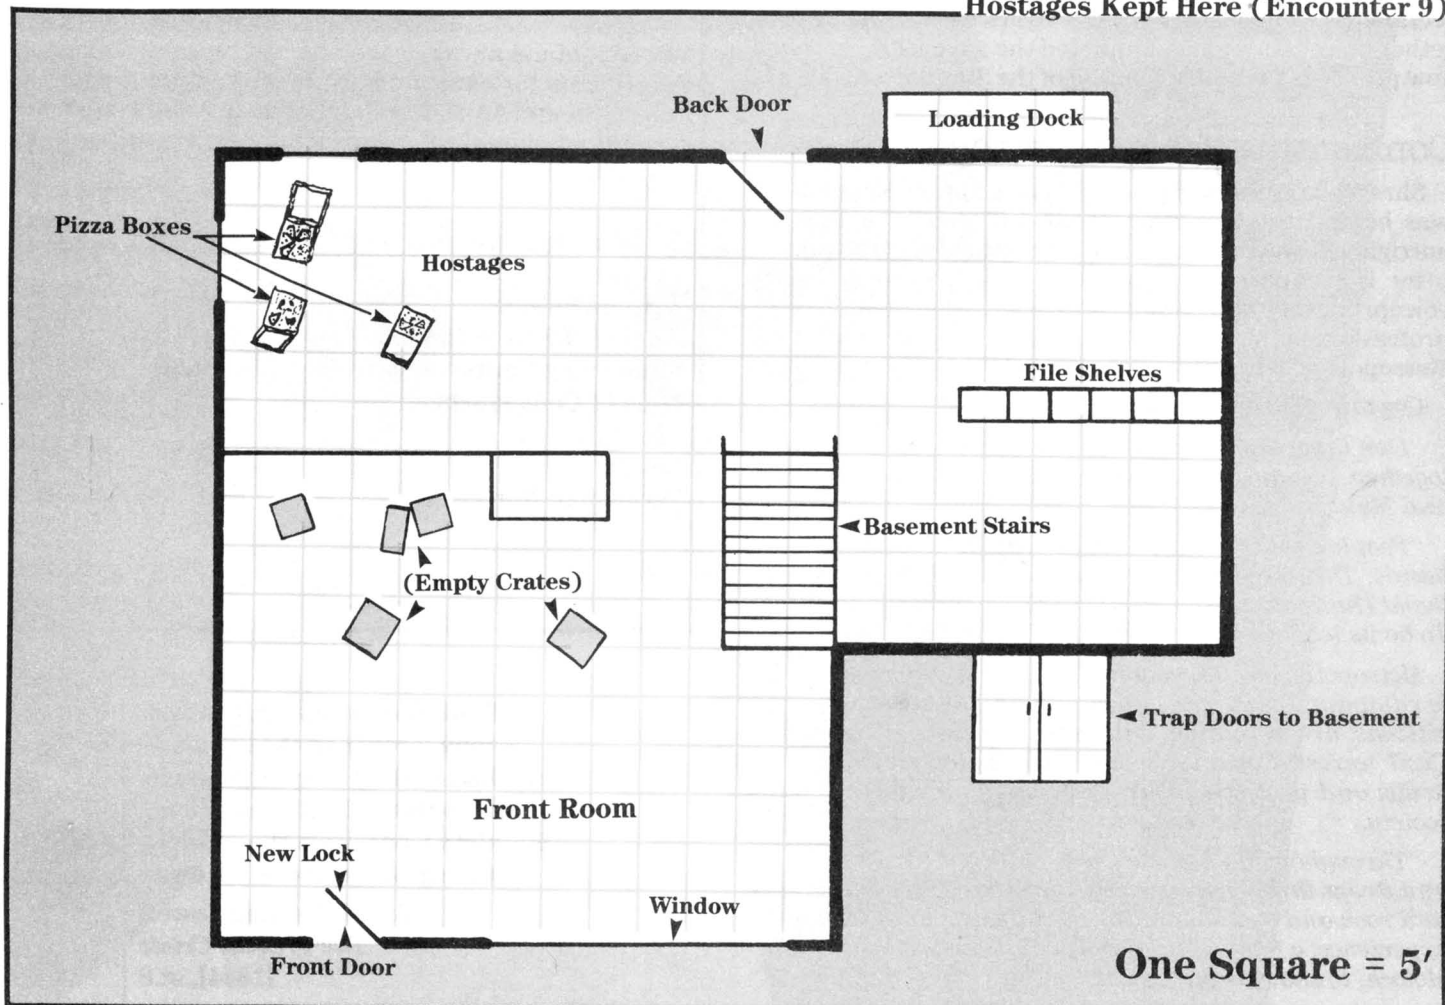 Hostages Kept Here (Encounter 9)
Back Door
Loading Dock
Pizza Boxes
Hostages
File Shelves
Basement Stairs
(Empty Crates)
Trap Doors to Basement
Front Room
New Lock
Window
Front Door
One Square = 5′